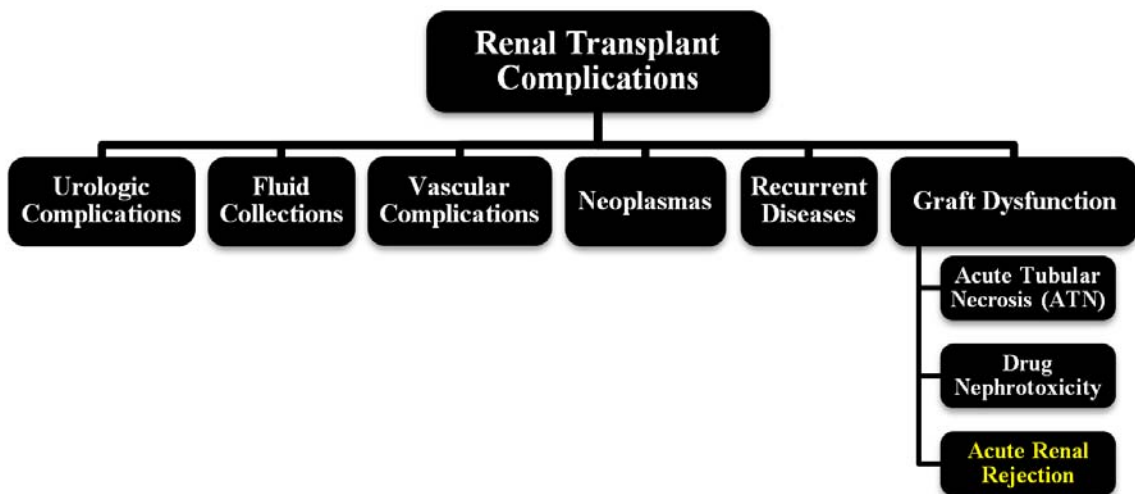 Renal Transplant
Complications
Urologic
Complications
Fluid
Collections
Vascular
Complications
Neoplasmas
Recurrent
Diseases
Graft Dysfunction
Acute Tubular
Necrosis (ATN)
Drug
Nephrotoxicity
Acute Renal
Rejection